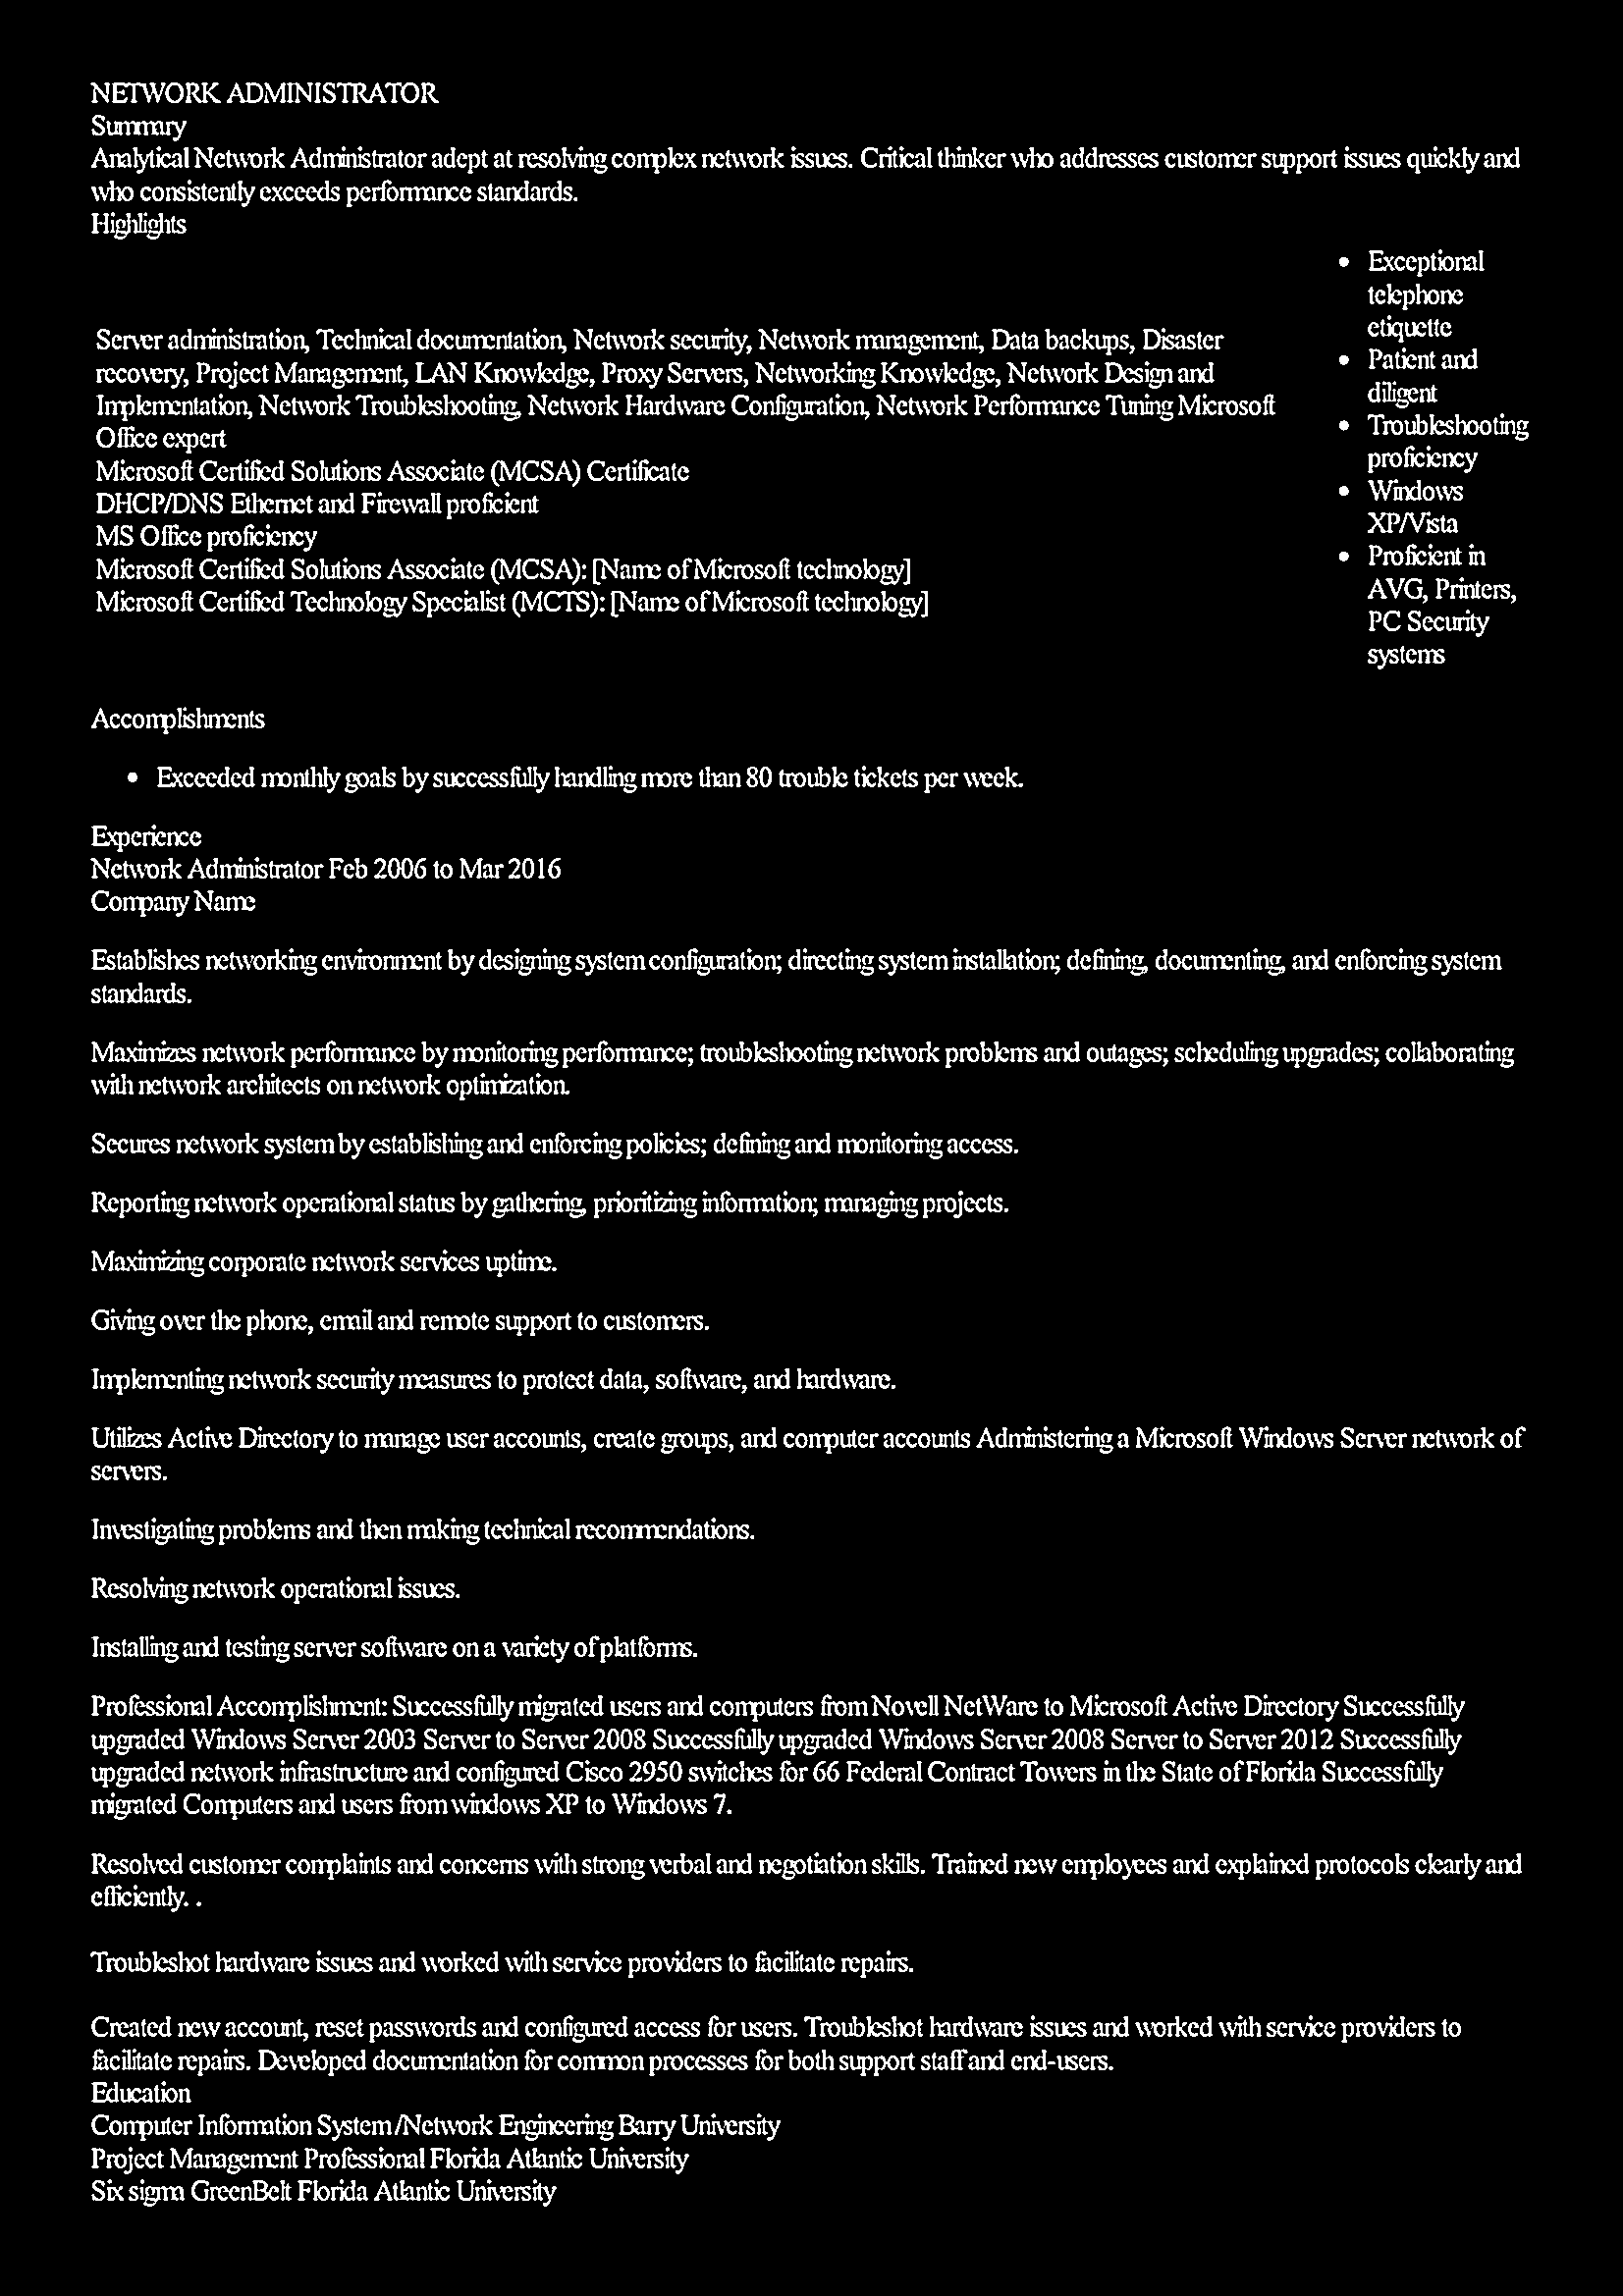 NETWORK ADMINISTRATOR
Summary
Analytical Network Administrator adept at resolving complex network issues. Critical thinker who addresses customer support issues quickly and
who consistently exceeds performance standards.
Highlights
Server administration, Technical documentation, Network security, Network management, Data backups, Disaster
recovery, Project Management, LAN Knowledge, Proxy Servers, Networking Knowledge, Network Design and
Implementation, Network Troubleshooting, Network Hardware Configuration, Network Performance Tuning Microsoft
Office expert
Microsoft Certified Solutions Associate (MCSA) Certificate
DHCP/DNS Ethernet and Firewall proficient
MS Office proficiency
Microsoft Certified Solutions Associate (MCSA): [Name of Microsoft technology]
Microsoft Certified Technology Specialist (MCTS): [Name of Microsoft technology]
• Exceptional
telephone
etiquette
• Patient and
diligent
• Troubleshooting
proficiency
• Windows
XP/Vista
• Proficient in
AVG, Printers,
PC Security
systems
Accomplishments
• Exceeded monthly goals by successfully handling more than 80 trouble tickets per week.
Experience
Network Administrator Feb 2006 to Mar 2016
Company Name
Establishes networking environment by designing system configuration; directing system installation; defining, documenting, and enforcing system
standards.
Maximizes network performance by monitoring performance; troubleshooting network problems and outages; scheduling upgrades; collaborating
with network architects on network optimization.
Secures network system by establishing and enforcing policies; defining and monitoring access.
Reporting network operational status by gathering, prioritizing information; managing projects.
Maximizing corporate network services uptime.
Giving over the phone, email and remote support to customers.
Implementing network security measures to protect data, software, and hardware.
Utilizes Active Directory to manage user accounts, create groups, and computer accounts Administering a Microsoft Windows Server network of
servers.
Investigating problems and then making technical recommendations.
Resolving network operational issues.
Installing and testing server software on a variety of platforms.
Professional Accomplishment: Successfully migrated users and computers from Novell NetWare to Microsoft Active Directory Successfully
upgraded Windows Server 2003 Server to Server 2008 Successfully upgraded Windows Server 2008 Server to Server 2012 Successfully
upgraded network infrastructure and configured Cisco 2950 switches for 66 Federal Contract Towers in the State of Florida Successfully
migrated Computers and users from windows XP to Windows 7.
Resolved customer complaints and concerns with strong verbal and negotiation skills. Trained new employees and explained protocols clearly and
efficiently. .
Troubleshot hardware issues and worked with service providers to facilitate repairs.
Created new account, reset passwords and configured access for users. Troubleshot hardware issues and worked with service providers to
facilitate repairs. Developed documentation for common processes for both support staff and end-users.
Education
Computer Information System /Network Engineering Barry University
Project Management Professional Florida Atlantic University
Six sigma GreenBelt Florida Atlantic University